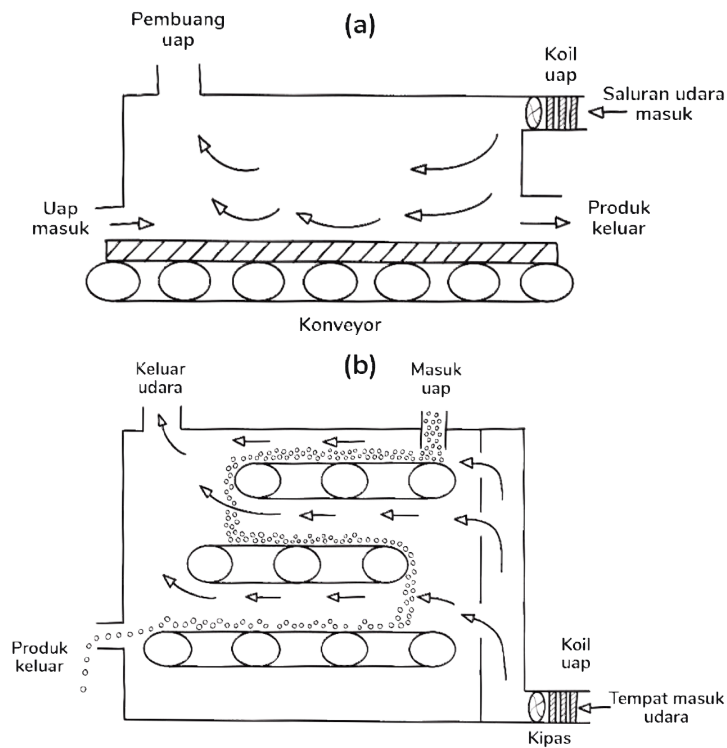 (a)
Pembuang
uap
Koil
uap
Saluran udara
masuk
Uap
masuk
Produk
keluar
Konveyor
(b)
Keluar
udara
Masuk
uap
Produk
keluar
Koil
uap
Tempat masuk
udara
Kipas